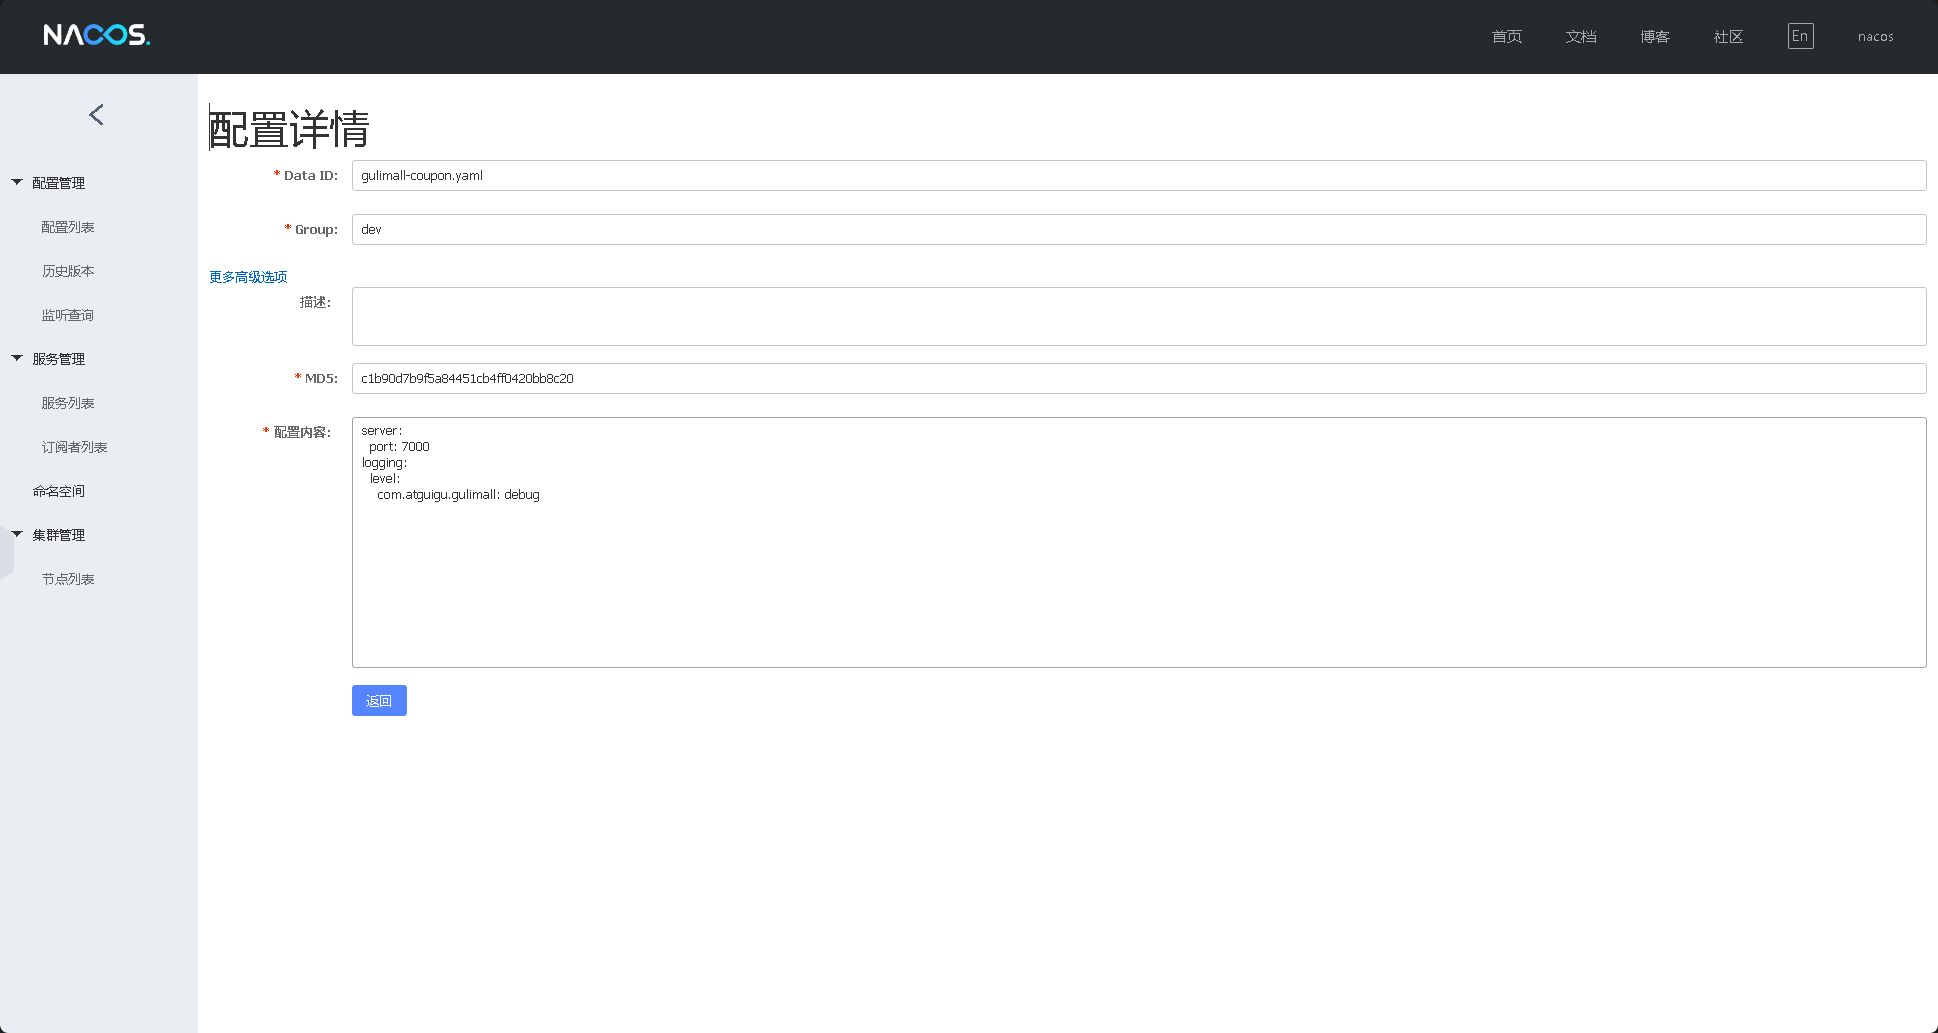 NACOS.
首页 文档 博客 社区 En nacos
配置管理
配置列表
历史版本
监听查询
服务管理
服务列表
订阅者列表
命名空间
集群管理
节点列表
配置详情
* Data ID: gulimall-coupon.yaml
* Group: dev
更多高级选项
描述:
* MD5: c1b90d7b9f5a84451cb4ff0420bb8c20
* 配置内容: server:
port: 7000
logging:
level:
com.atguigu.gulimall: debug
返回